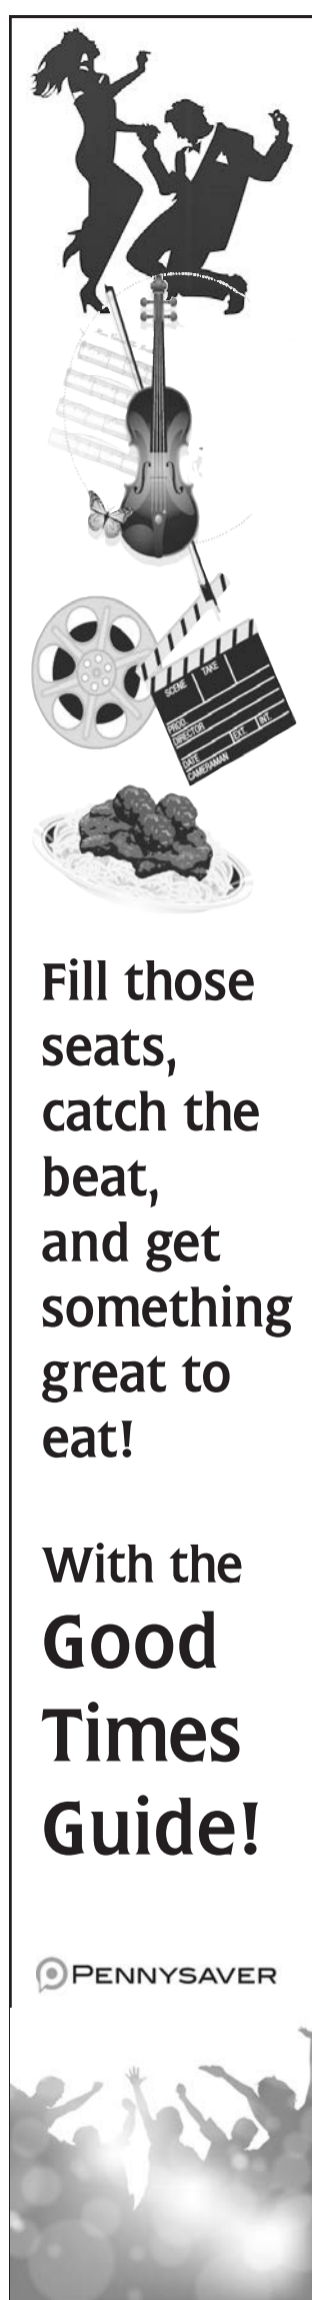 SCENE
TAKE
PROD.
DIRECTOR
DATE
EXT.
INT.
CAMERAMAN
Fill those
seats,
catch the
beat,
and get
something
great to
eat!
With the
Good
Times
Guide!
PENNYSAVER